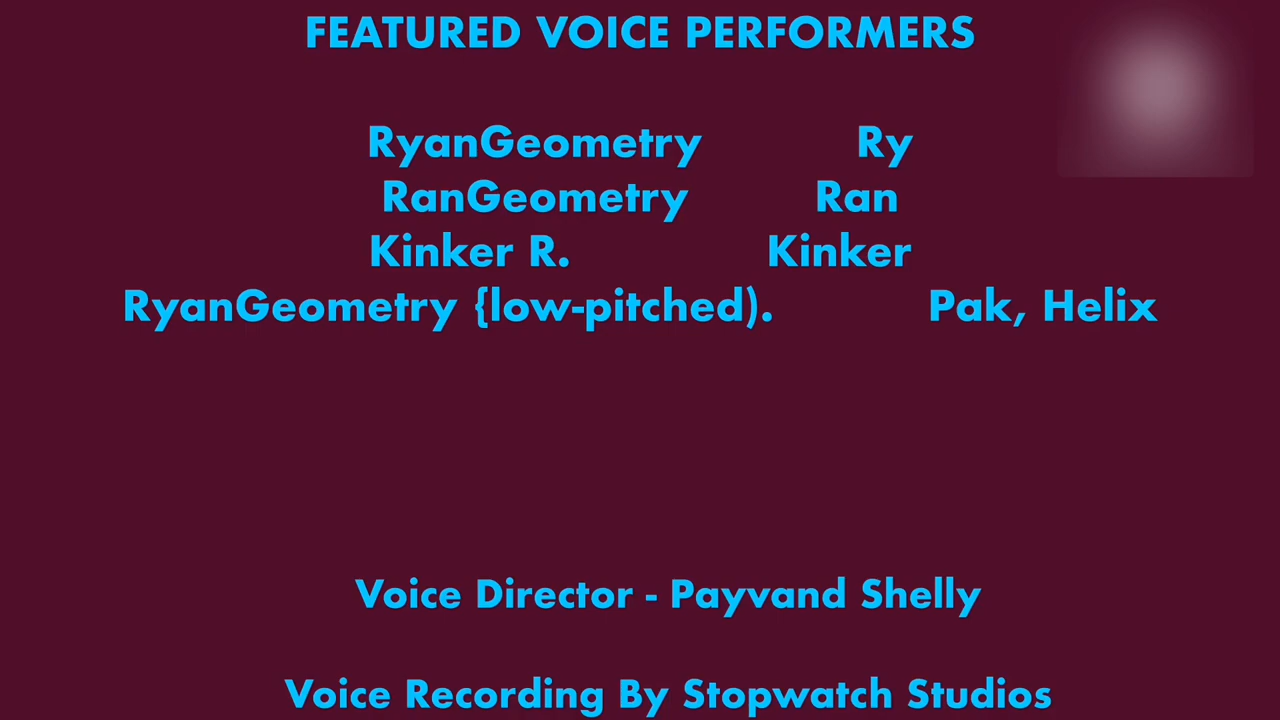 FEATURED VOICE PERFORMERS
RyanGeometry Ry
RanGeometry Ran
Kinker R. Kinker
RyanGeometry {low-pitched). Pak, Helix
Voice Director - Payvand Shelly
Voice Recording By Stopwatch Studios